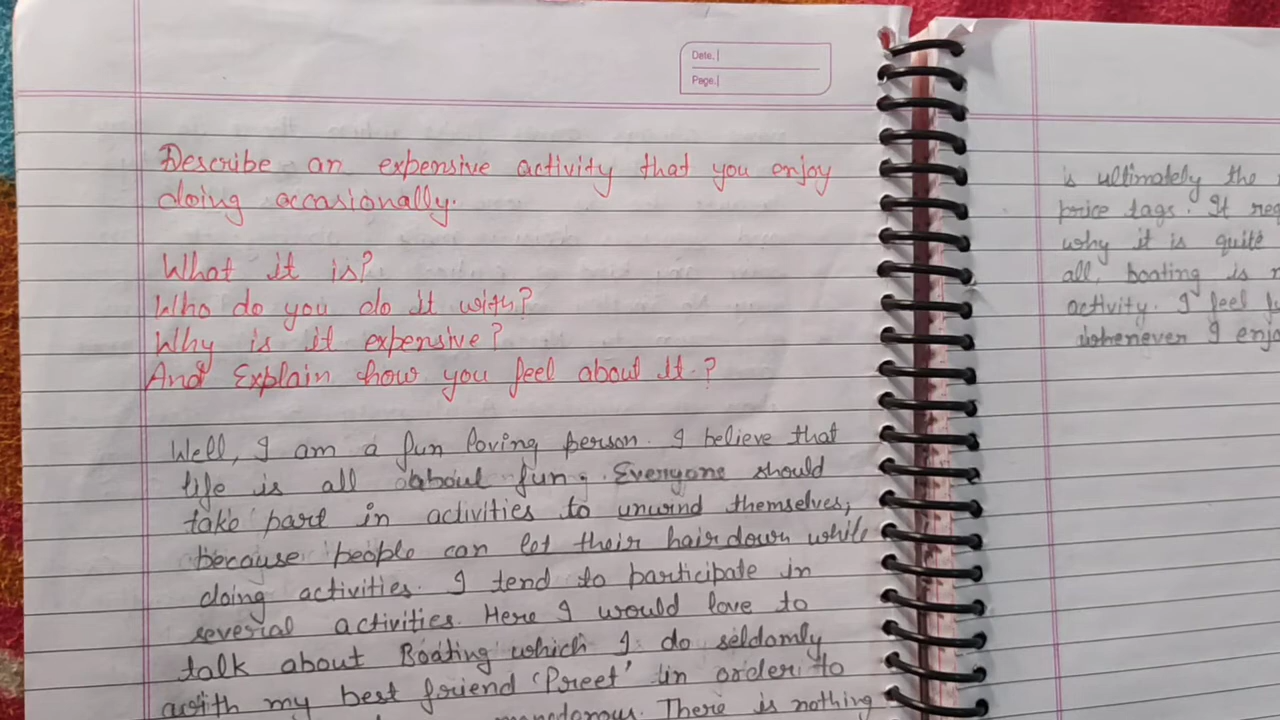 Date.
Page.
Describe an expensive activity that you enjoy
doing occasionally.
What it is?
Who do you do it with?
Why is it expensive?
And Explain how you feel about it.?
Well, I am a fun loving person. I believe that
life is all about fun. Everyone should
take part in activities to unwind themselves,
because people can let their hair down while
doing activities. I tend to participate in
severial activities. Here I would love to
talk about Boating which I do seldomly
with my best friend 'Preet' in order to
There is nothing
is ultimately the
price tags. It
why it is quite
all, boating is
activity. I feel
whenever I